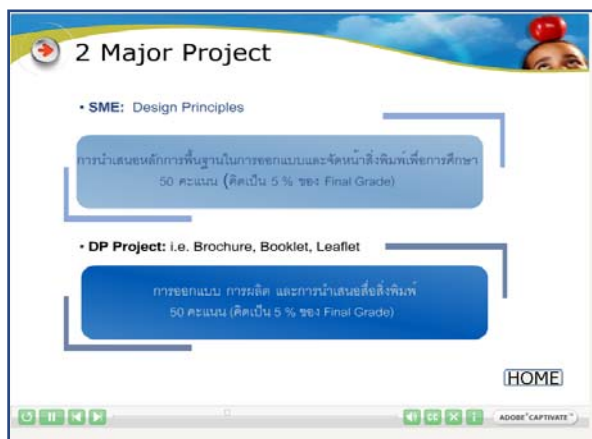 2 Major Project
• SME: Design Principles
การนำเสนอหลักการพื้นฐานในการออกแบบและจัดหน้าสิ่งพิมพ์เพื่อการศึกษา
50 คะแนน (คิดเป็น 5 % ของ Final Grade)
• DP Project: i.e. Brochure, Booklet, Leaflet
การออกแบบ การผลิต และการนำเสนอสื่อสิ่งพิมพ์
50 คะแนน (คิดเป็น 5 % ของ Final Grade)
HOME
CC
ADOBE® CAPTIVATE™